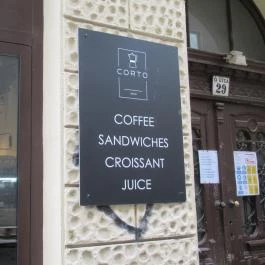 CORTO
COFFEE
SANDWICHES
CROISSANT
JUICE
29